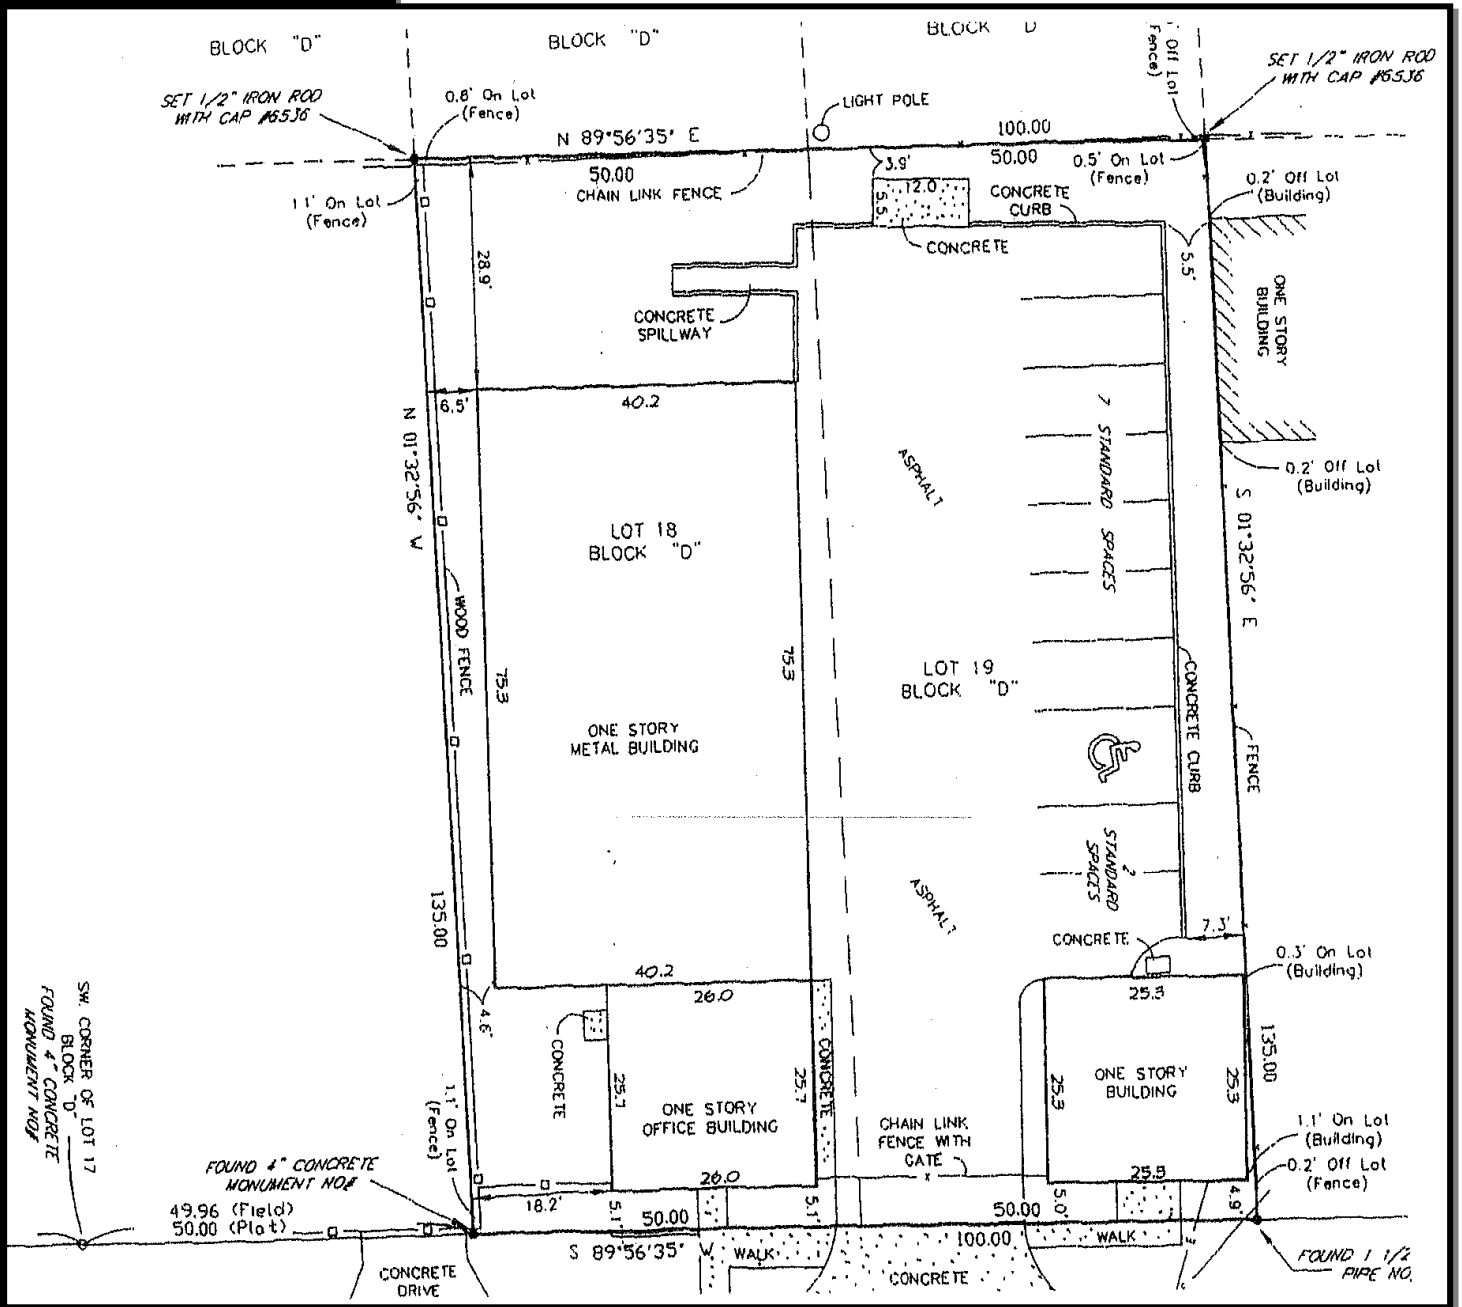 BLOCK "D"
BLOCK "D"
BLOCK D
Off Lot
(Fence)
SET 1/2" IRON ROD
WITH CAP #6536
SET 1/2" IRON ROD
WITH CAP #6536
0.8' On Lot
(Fence)
LIGHT POLE
N 89°56'35" E
100.00
50.00
50.00
CHAIN LINK FENCE
3.9'
0.5' On Lot
(Fence)
1.1' On Lot
(Fence)
12.0
5.5
CONCRETE
CURB
CONCRETE
0.2' Off Lot
(Building)
5.5'
ONE STORY
BUILDING
28.9'
CONCRETE
SPILLWAY
6.5'
40.2
N 01°32'56" W
7 STANDARD SPACES
ASPHALT
0.2' Off Lot
(Building)
S 01°32'56" E
LOT 18
BLOCK "D"
WOOD FENCE
75.3
75.3
LOT 19
BLOCK "D"
CONCRETE CURB
FENCE
ONE STORY
METAL BUILDING
2
STANDARD
SPACES
135.00
ASPHALT
7.3'
CONCRETE
0.3' On Lot
(Building)
40.2
26.0
25.3
4.6'
CONCRETE
25.7
25.7
CONCRETE
ONE STORY
OFFICE BUILDING
ONE STORY
BUILDING
25.3
25.3
135.00
SW. CORNER OF LOT 17
BLOCK "D"
FOUND 4" CONCRETE
MONUMENT NO#
1.1' On Lot
(Fence)
CHAIN LINK
FENCE WITH
GATE
1.1' On Lot
(Building)
0.2' Off Lot
(Fence)
FOUND 4" CONCRETE
MONUMENT NO#
26.0
18.2'
5.1'
5.1'
5.0'
4.9'
49.96 (Field)
50.00 (Plat)
50.00
50.00
S 89°56'35" W
100.00
WALK
WALK
CONCRETE
DRIVE
CONCRETE
FOUND 1 1/2
PIPE NO.